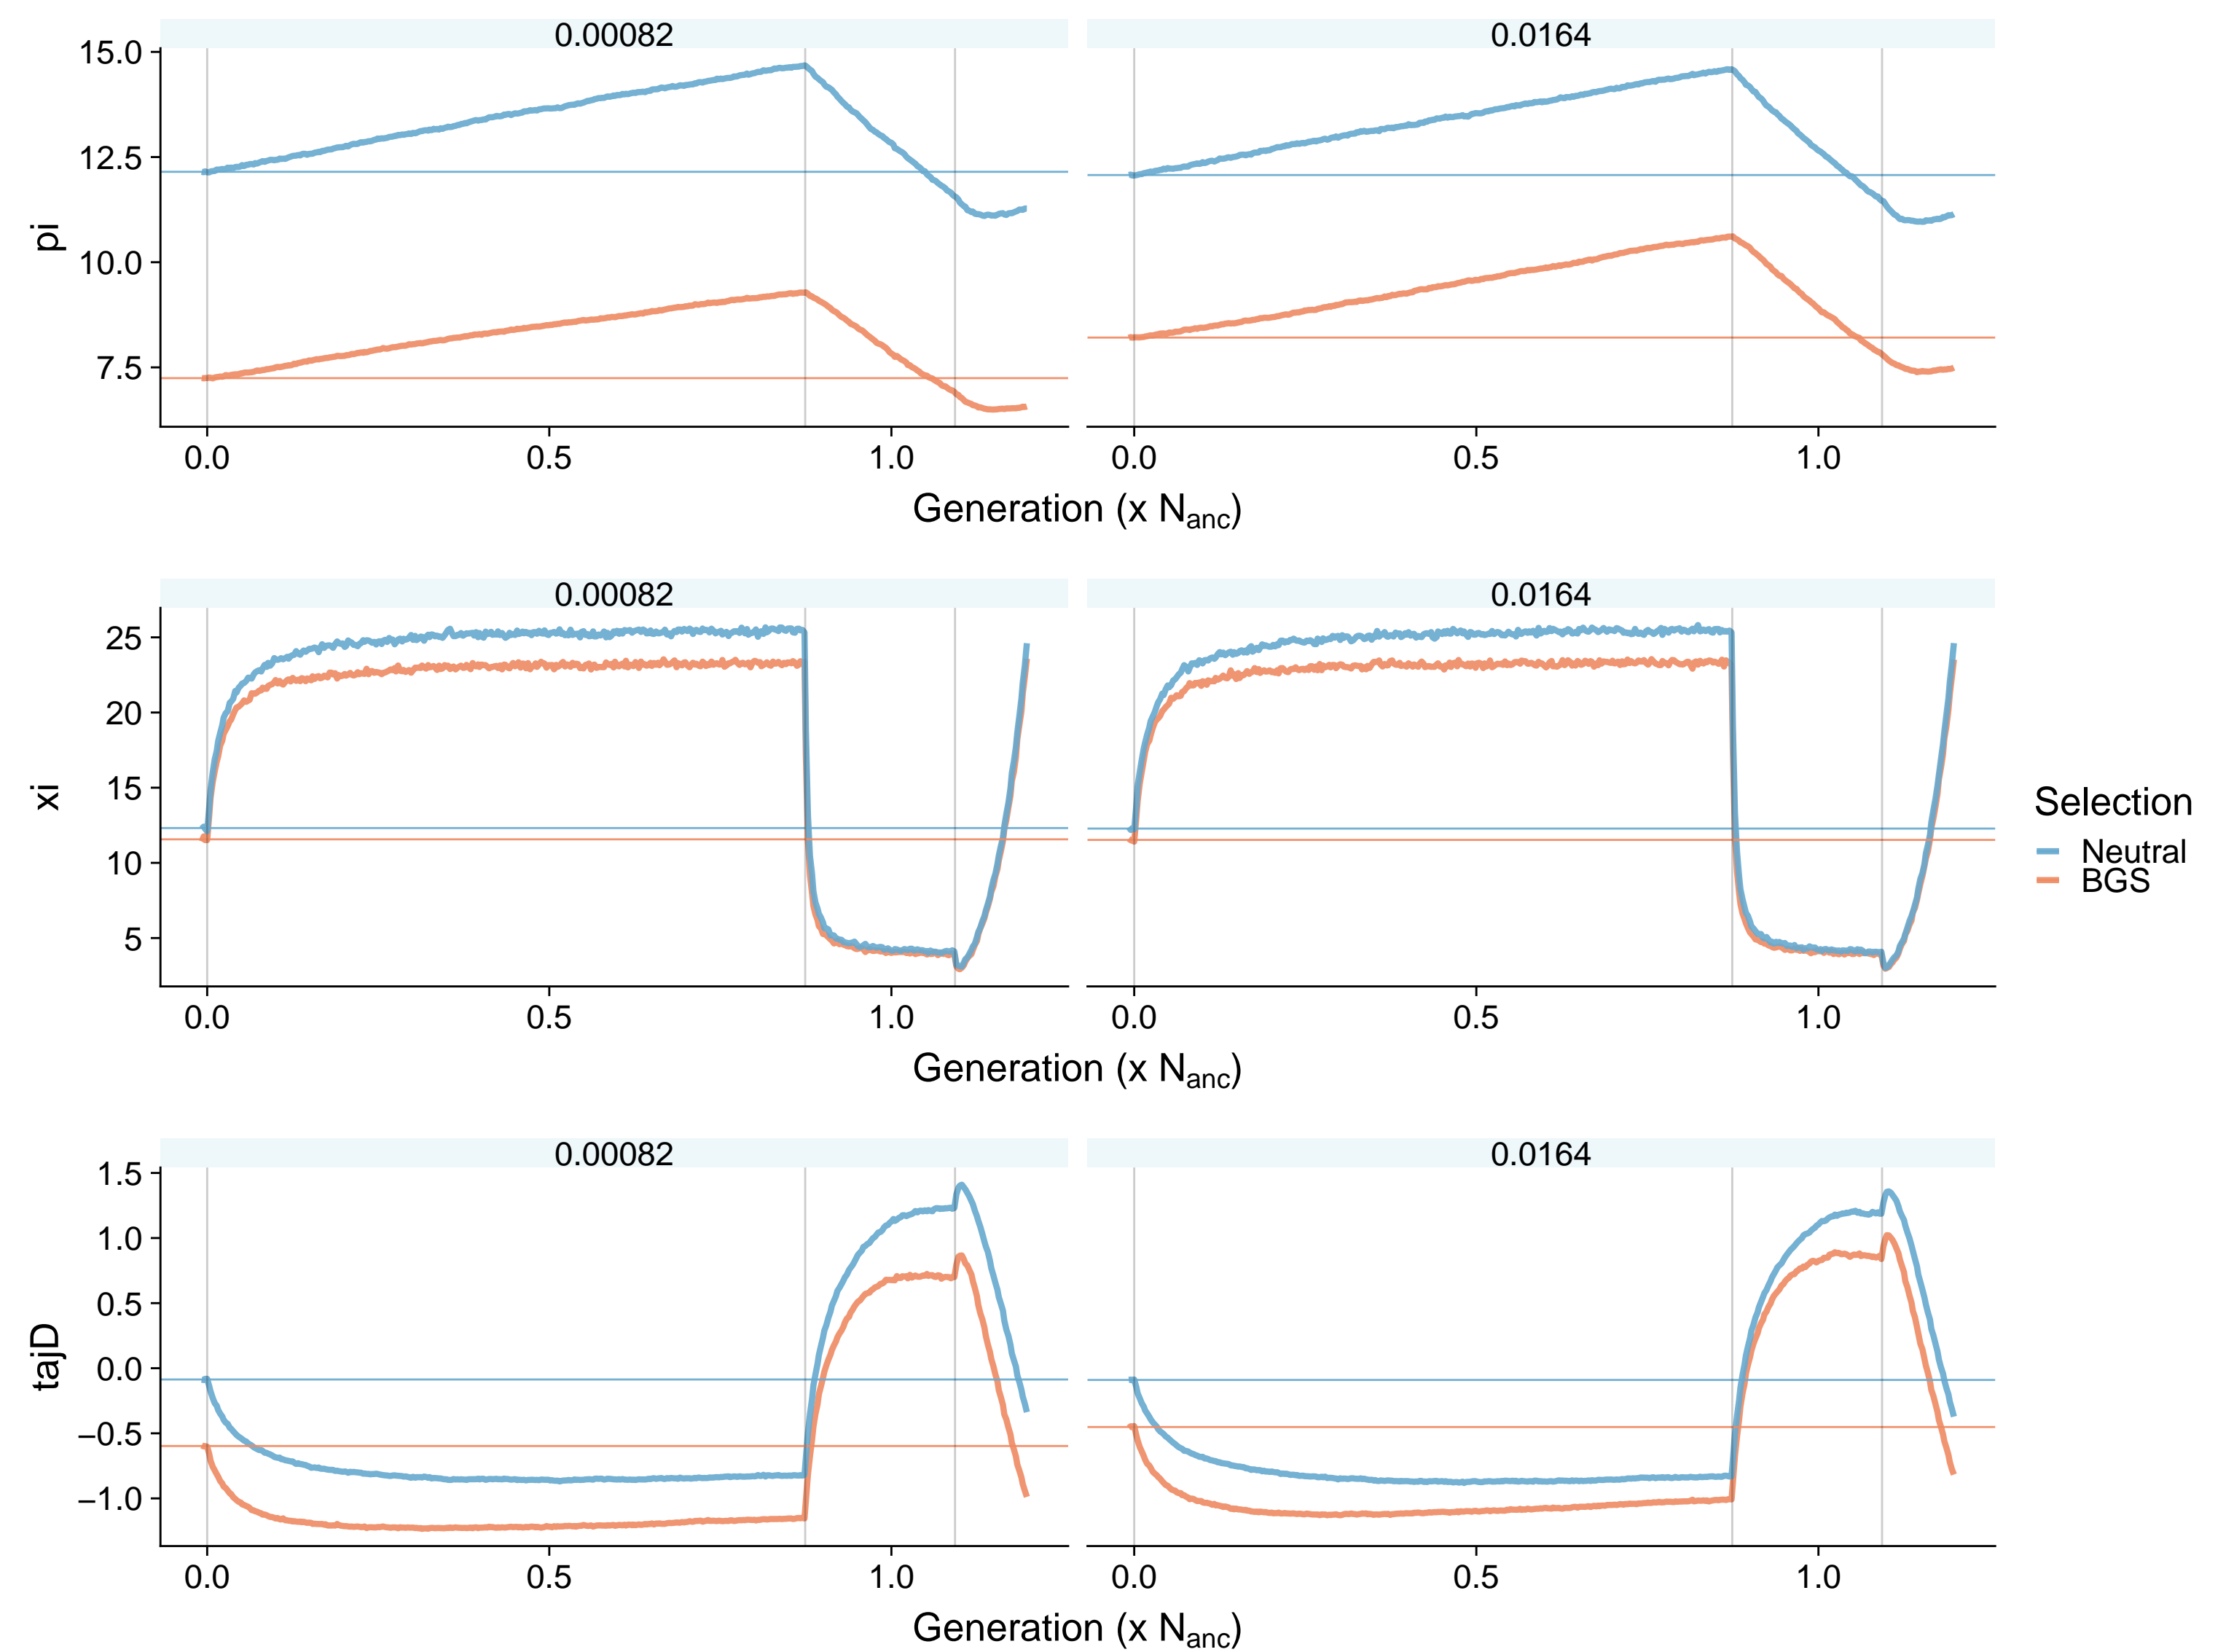 0.00082 0.0164
pi
15.0
12.5
10.0
7.5
0.0 0.5 1.0 0.0 0.5 1.0
Generation (x Nanc)
0.00082 0.0164
xi
25
20
15
10
5
0.0 0.5 1.0 0.0 0.5 1.0
Generation (x Nanc)
Selection
Neutral
BGS
0.00082 0.0164
tajD
1.5
1.0
0.5
0.0
−0.5
−1.0
0.0 0.5 1.0 0.0 0.5 1.0
Generation (x Nanc)